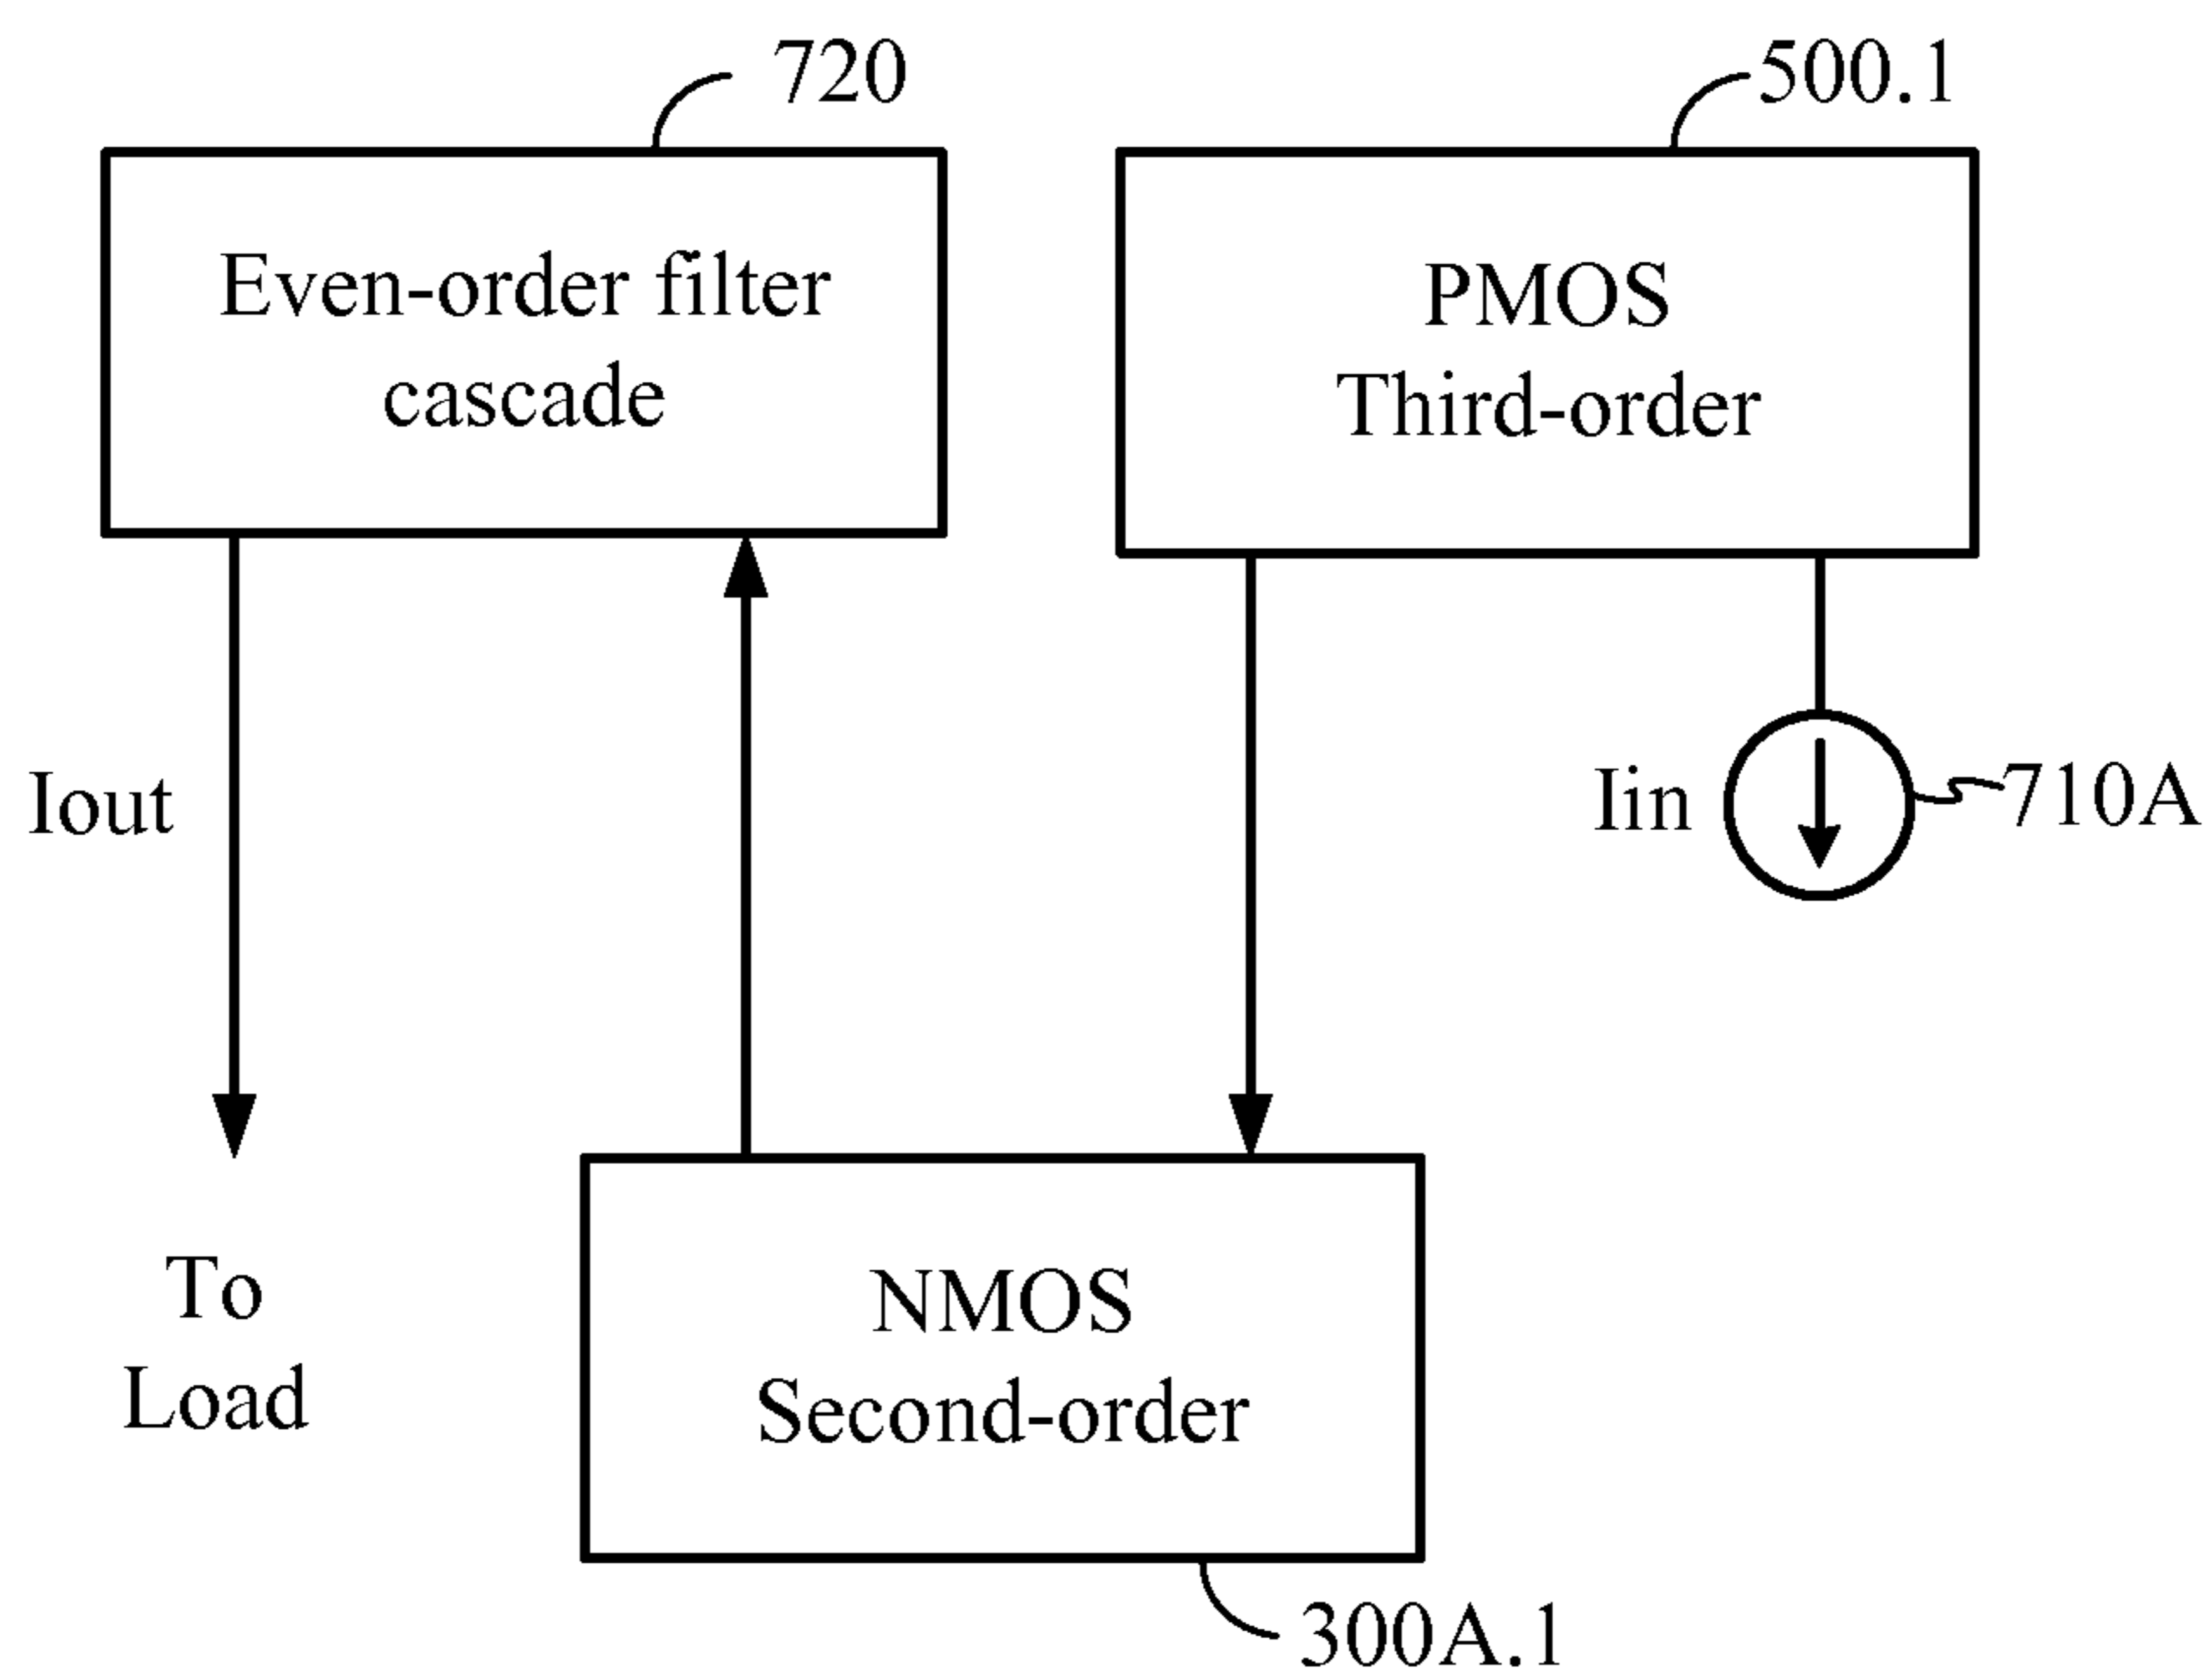 720
500.1
Even-order filter
cascade
PMOS
Third-order
Iout
Iin
710A
To
Load
NMOS
Second-order
300A.1